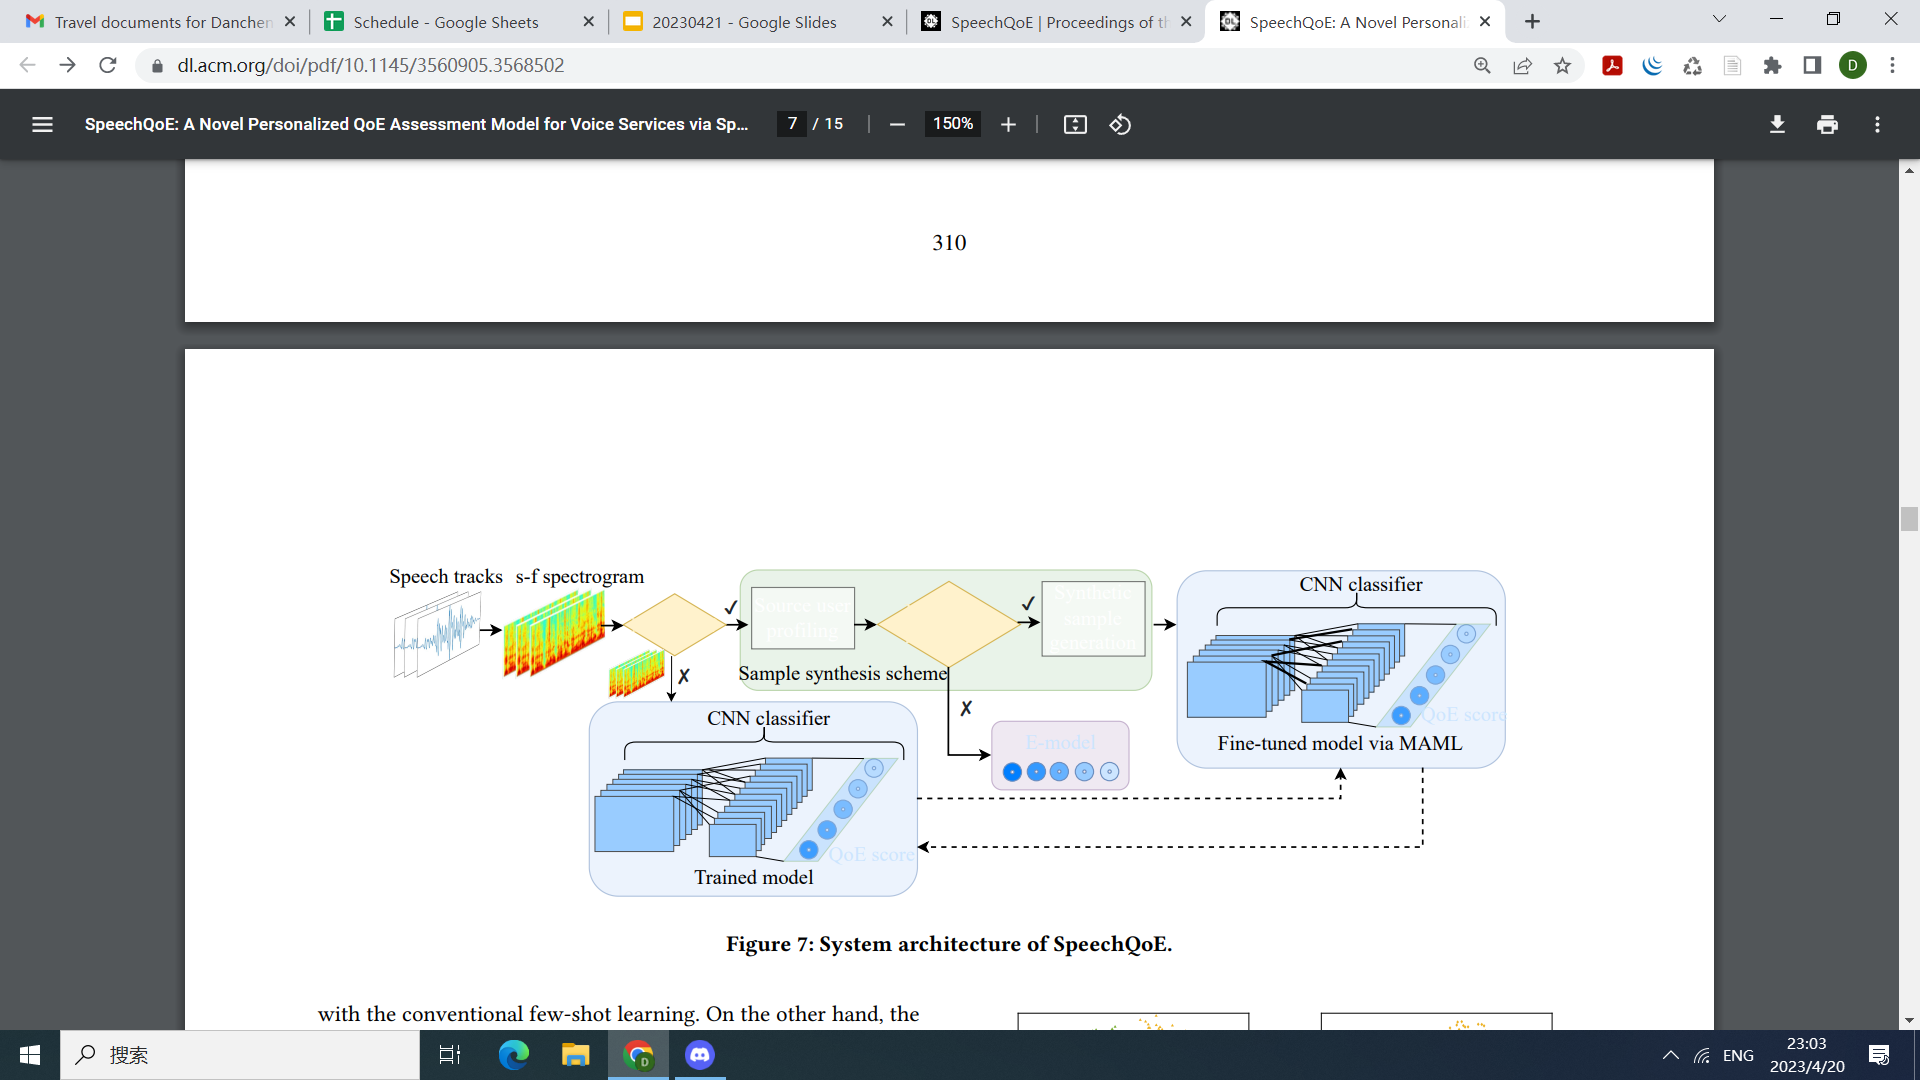 Travel documents for Danchen
Schedule - Google Sheets
20230421 - Google Slides
SpeechQoE | Proceedings of th
SpeechQoE: A Novel Personali
dl.acm.org/doi/pdf/10.1145/3560905.3568502
D
SpeechQoE: A Novel Personalized QoE Assessment Model for Voice Services via Sp...
7 / 15
150%
310
Speech tracks s-f spectrogram
Source user
profiling
Synthetic
sample
generation
Sample synthesis scheme
CNN classifier
QoE score
Fine-tuned model via MAML
E-model
CNN classifier
QoE score
Trained model
Figure 7: System architecture of SpeechQoE.
with the conventional few-shot learning. On the other hand, the
搜索
D
ENG
23:03
2023/4/20